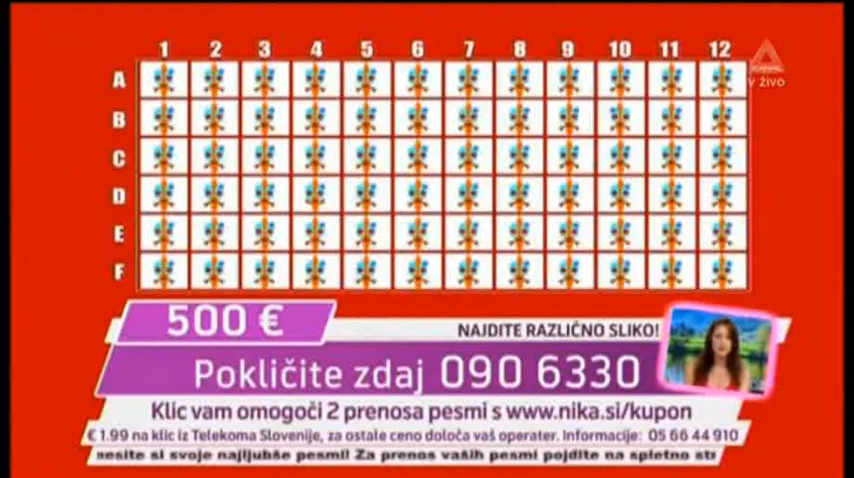 1 2 3 4 5 6 7 8 9 10 11 12
A
V živo
B
C
D
E
F
500 €
NAJDITE RAZLIČNO SLIKO!
Pokličite zdaj 090 6330
Klic vam omogoči 2 prenosa pesmi s www.nika.si/kupon
€ 1.99 na klic iz Telekoma Slovenije, za ostale ceno določa vaš operater. Informacije: 05 66 44 910
si svoje najljubše pesmi! Za prenos vaših pesmi pojdite na spletno